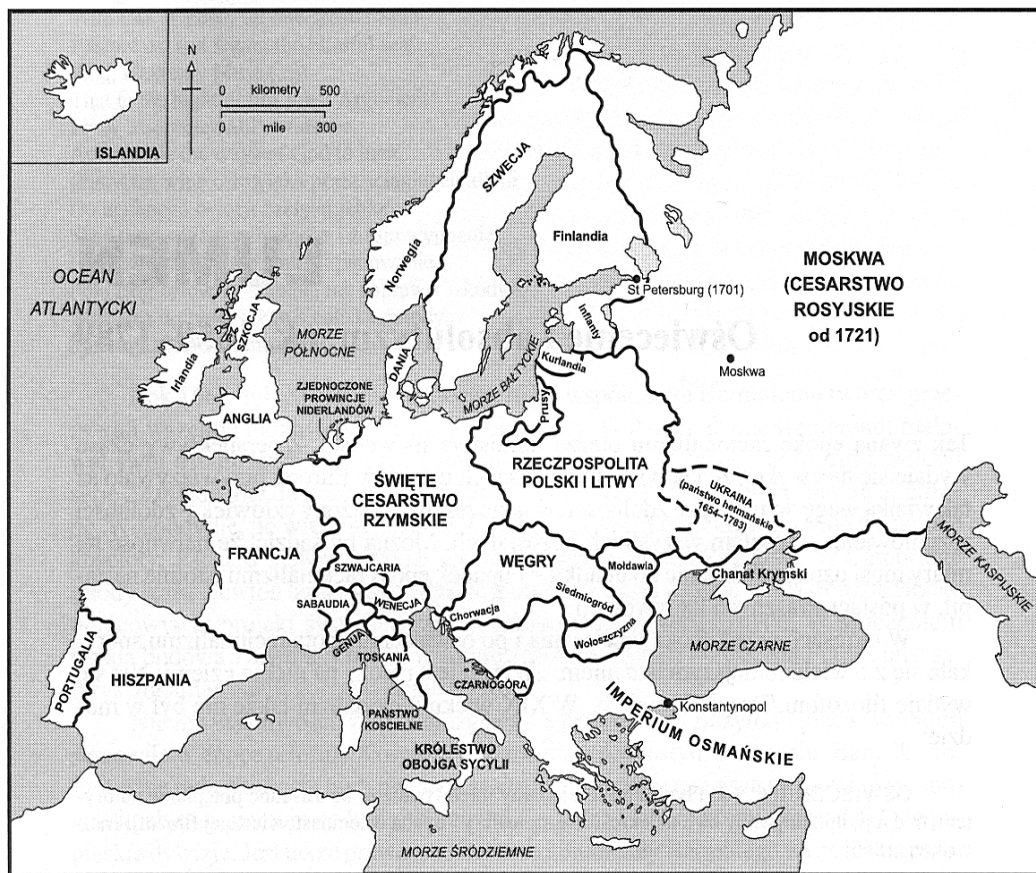 N
0 kilometry 500
0 mile 300
ISLANDIA
OCEAN
ATLANTYCKI
Norwegia
SZWECJA
Finlandia
St Petersburg (1701)
MOSKWA
(CESARSTWO
ROSYJSKIE
od 1721)
Moskwa
Inflanty
Kurlandia
MORZE
PÓŁNOCNE
MORZE BAŁTYCKIE
DANIA
SZKOCJA
Irlandia
ANGLIA
ZJEDNOCZONE
PROWINCJE
NIDERLANDÓW
Prusy
RZECZPOSPOLITA
POLSKI I LITWY
UKRAINA
(państwo hetmańskie
1654–1783)
ŚWIĘTE
CESARSTWO
RZYMSKIE
FRANCJA
SZWAJCARIA
SABAUDIA
WENECJA
GENUA
TOSKANIA
WĘGRY
Mołdawia
Siedmiogród
Chorwacja
Wołoszczyzna
Chanat Krymski
MORZE KASPIJSKIE
MORZE CZARNE
PORTUGALIA
HISZPANIA
PAŃSTWO
KOŚCIELNE
CZARNOGÓRA
KRÓLESTWO
OBOJGA SYCYLII
Konstantynopol
IMPERIUM OSMAŃSKIE
MORZE ŚRÓDZIEMNE